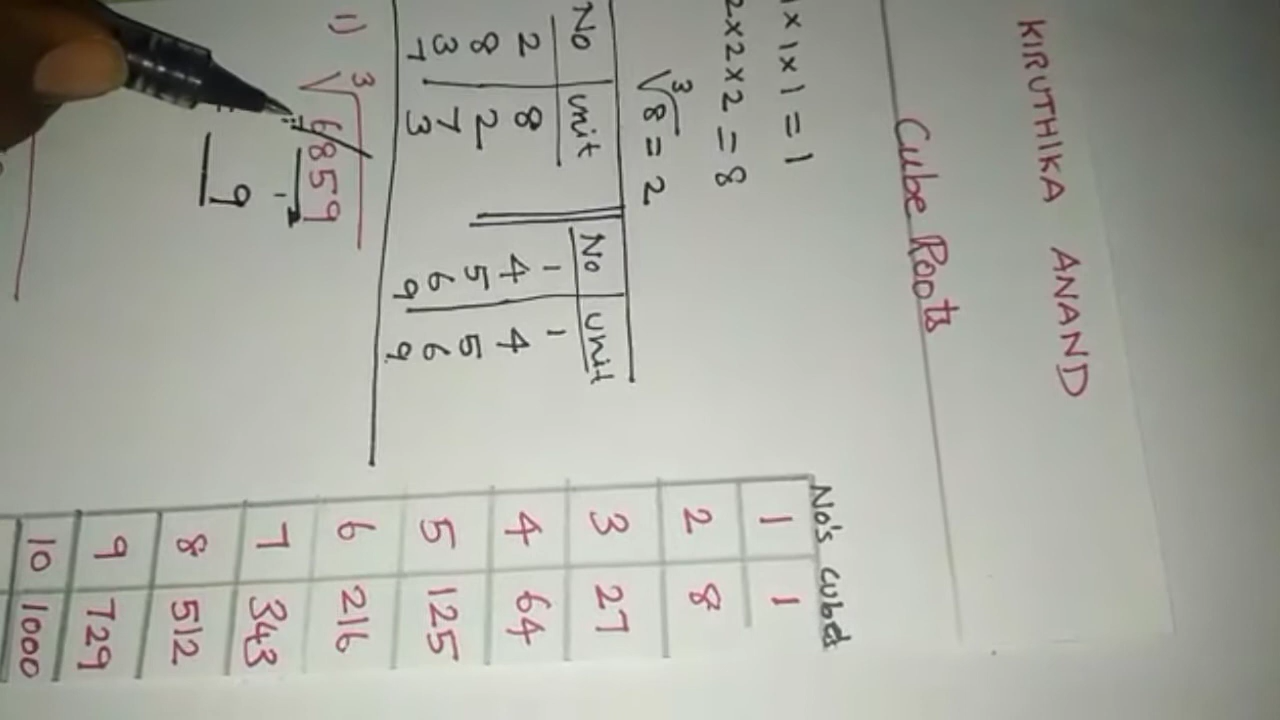 KIRUTHIKA ANAND
Cube Roots
1 x 1 x 1 = 1
2 x 2 x 2 = 8
∛8 = 2
No | unit
2 | 8
8 | 2
3 | 7
7 | 3
No | unit
1 | 1
4 | 4
5 | 5
6 | 6
9 | 9
1) ∛6859
= _ 9
No's cubed
1 1
2 8
3 27
4 64
5 125
6 216
7 343
8 512
9 729
10 1000